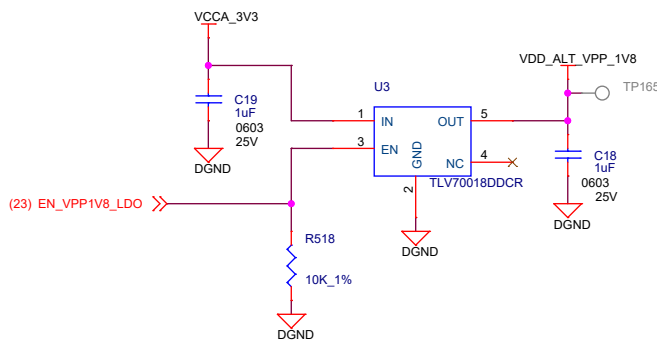 VCCA_3V3
VDD_ALT_VPP_1V8
TP165
U3
C19
1uF
0603
25V
1
IN
OUT
5
3
EN
GND
NC
4
2
TLV70018DDCR
C18
1uF
0603
25V
DGND
(23) EN_VPP1V8_LDO
DGND
DGND
R518
10K_1%
DGND